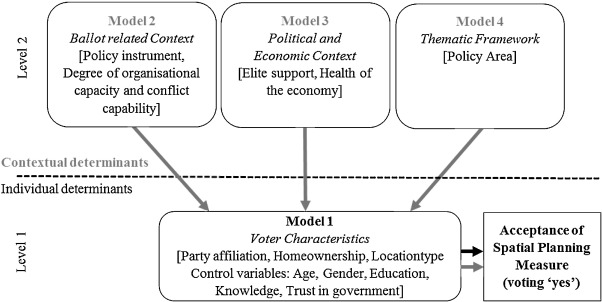 Level 2
Model 2
Ballot related Context
[Policy instrument,
Degree of organisational
capacity and conflict
capability]
Model 3
Political and
Economic Context
[Elite support, Health of
the economy]
Model 4
Thematic Framework
[Policy Area]
Contextual determinants
Individual determinants
Level 1
Model 1
Voter Characteristics
[Party affiliation, Homeownership, Locationtype
Control variables: Age, Gender, Education,
Knowledge, Trust in government]
Acceptance of
Spatial Planning
Measure
(voting ‘yes’)